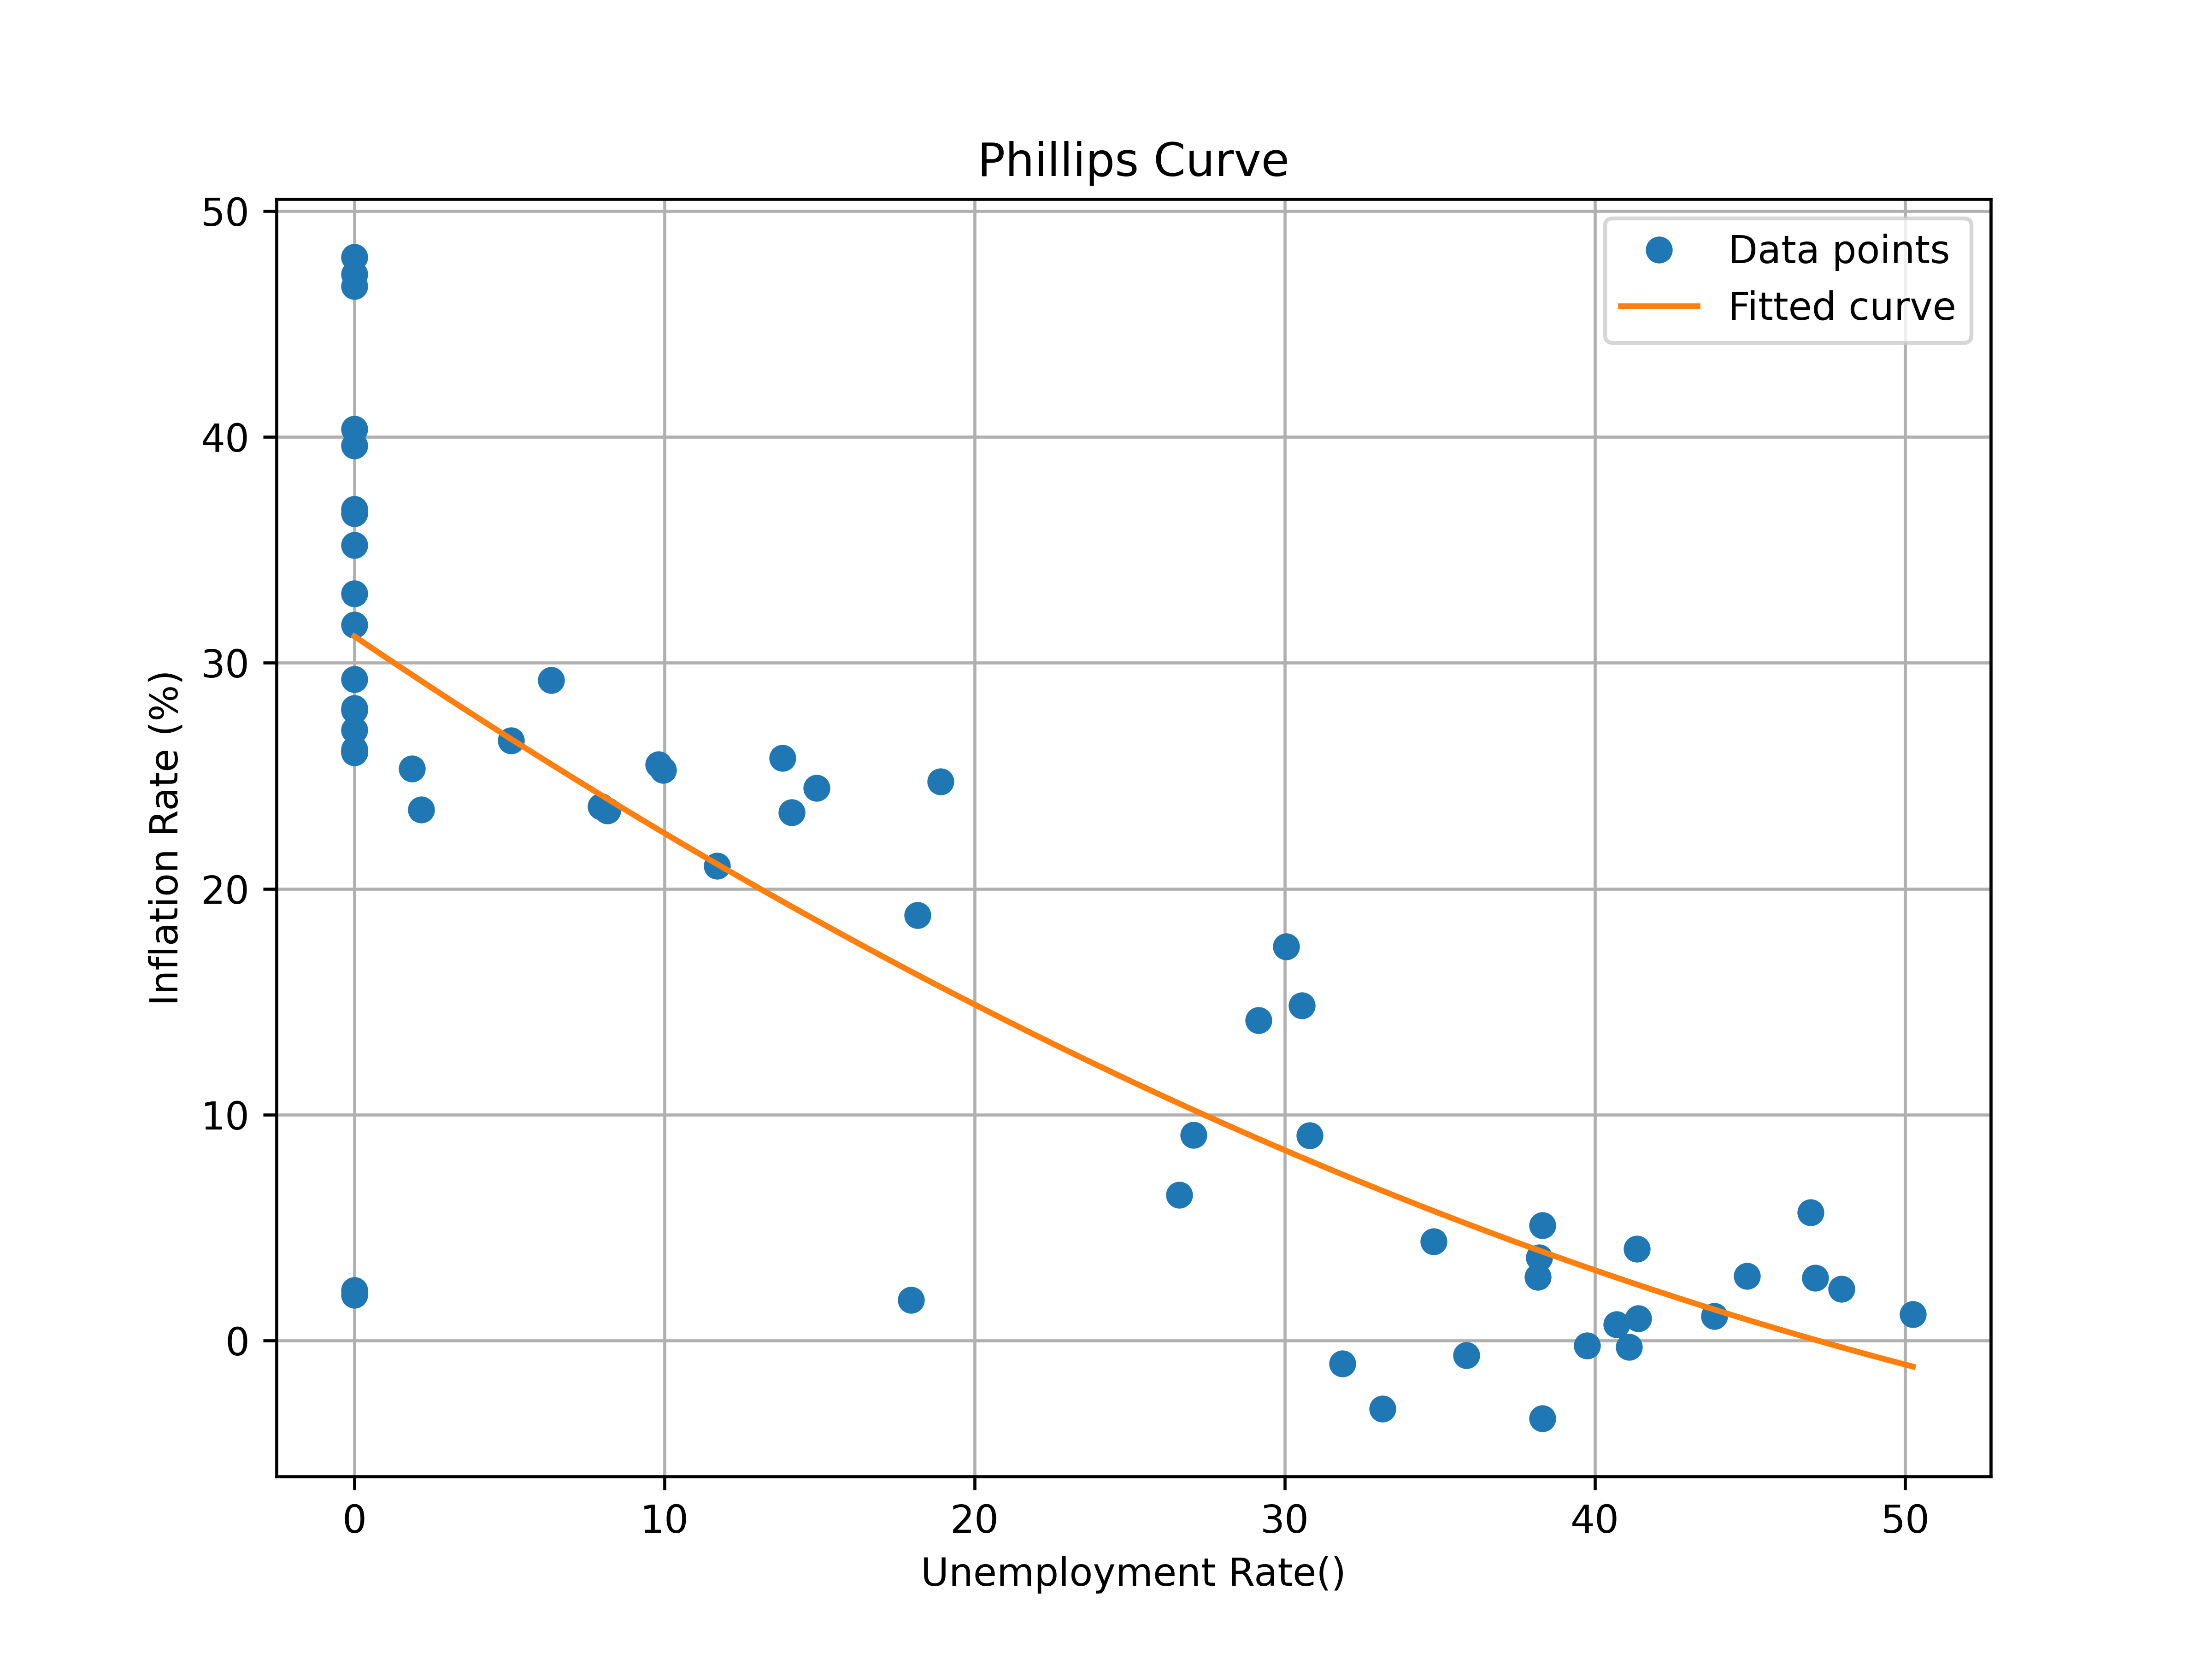 Phillips Curve
50
40
30
20
10
0
Inflation Rate (%)
Data points
Fitted curve
0 10 20 30 40 50
Unemployment Rate()